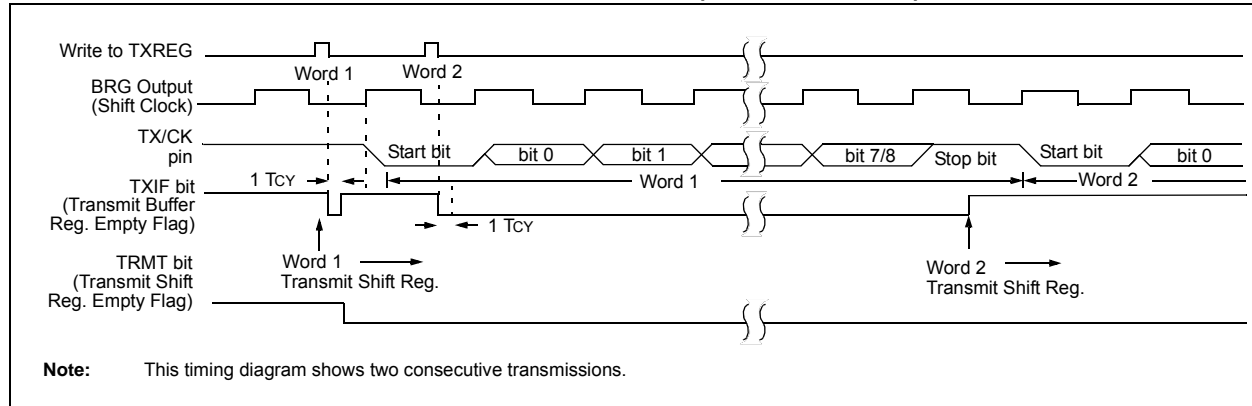 Write to TXREG
Word 1
Word 2
BRG Output
(Shift Clock)
TX/CK
pin
Start bit
bit 0
bit 1
bit 7/8
Stop bit
Start bit
bit 0
1 TCY
Word 1
Word 2
TXIF bit
(Transmit Buffer
Reg. Empty Flag)
1 TCY
Word 1
Transmit Shift Reg.
Word 2
Transmit Shift Reg.
TRMT bit
(Transmit Shift
Reg. Empty Flag)
Note: This timing diagram shows two consecutive transmissions.